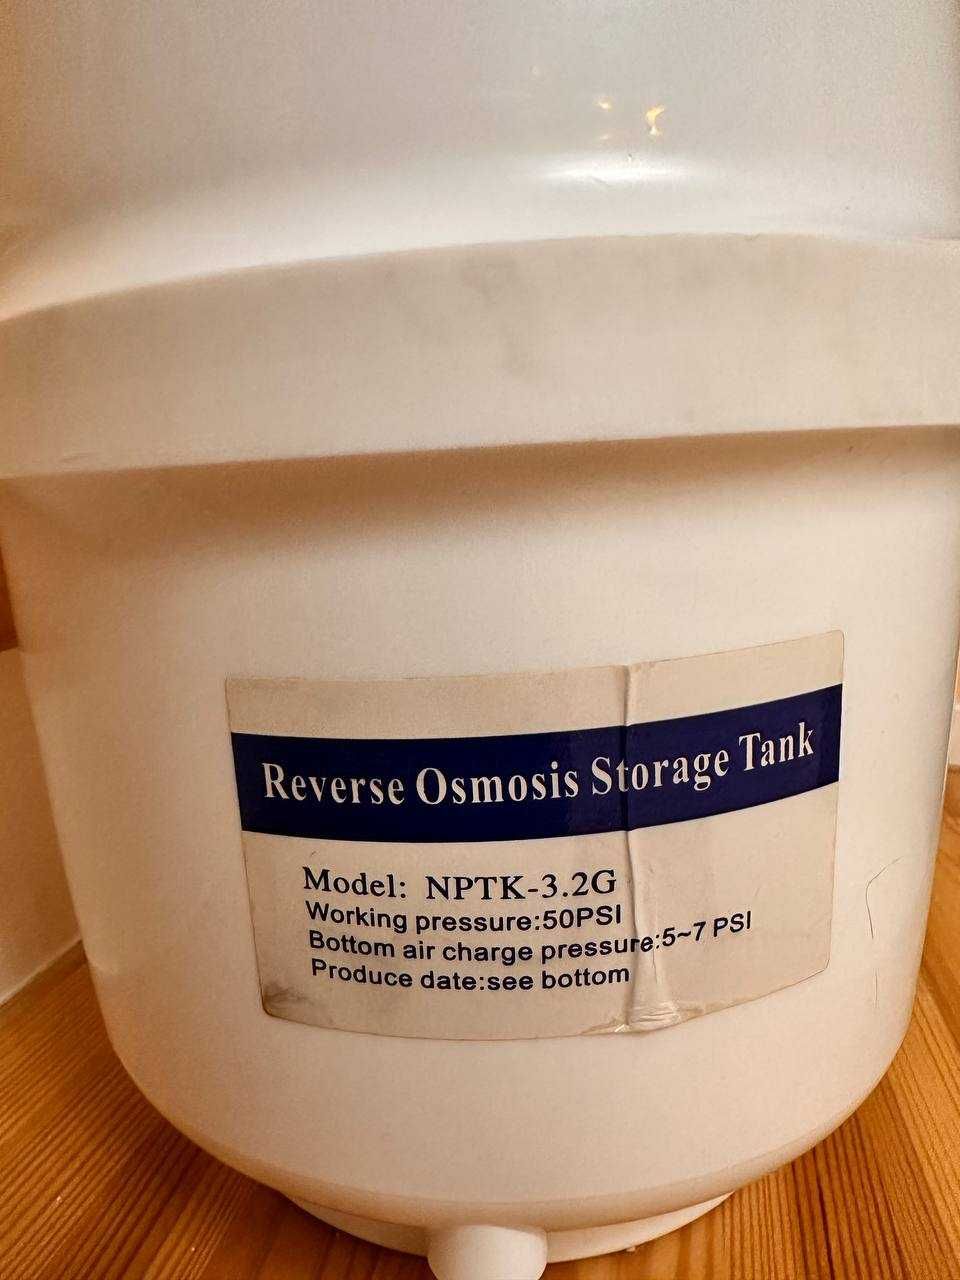 Reverse Osmosis Storage Tank
Model: NPTK-3.2G
Working pressure:50PSI
Bottom air charge pressure:5~7 PSI
Produce date:see bottom